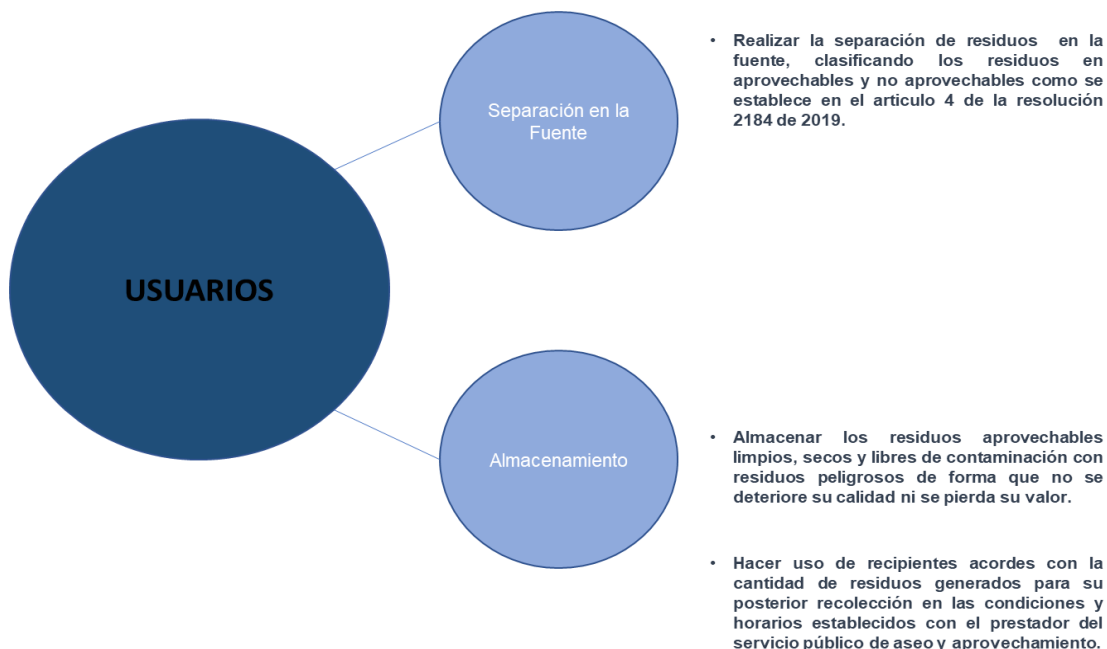 USUARIOS
Separación en la
Fuente
• Realizar la separación de residuos en la
fuente, clasificando los residuos en
aprovechables y no aprovechables como se
establece en el articulo 4 de la resolución
2184 de 2019.
Almacenamiento
• Almacenar los residuos aprovechables
limpios, secos y libres de contaminación con
residuos peligrosos de forma que no se
deteriore su calidad ni se pierda su valor.
• Hacer uso de recipientes acordes con la
cantidad de residuos generados para su
posterior recolección en las condiciones y
horarios establecidos con el prestador del
servicio público de aseo y aprovechamiento.